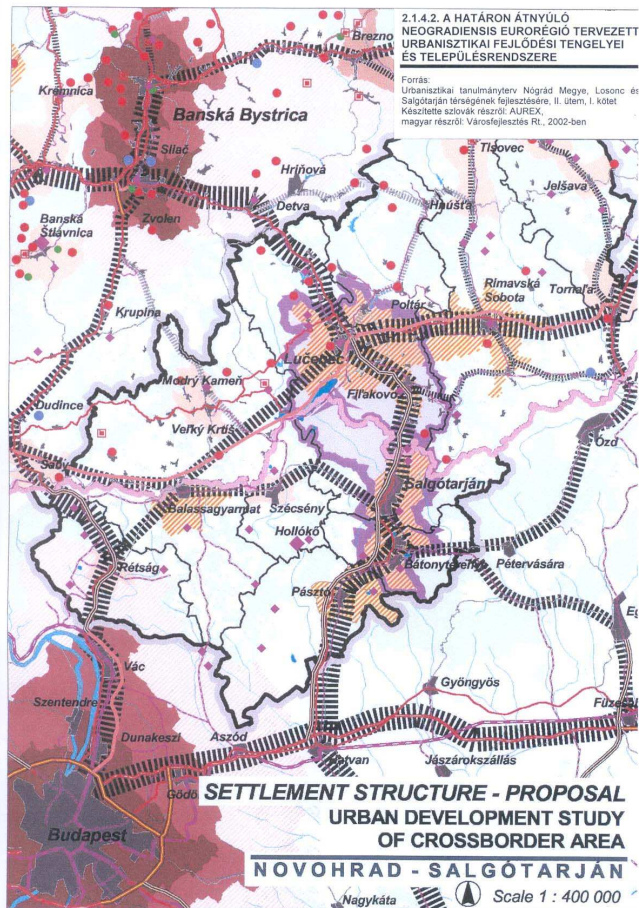 2.1.4.2. A HATÁRON ÁTNYÚLÓ
NEOGRADIENSIS EURORÉGIÓ TERVEZETT
URBANISZTIKAI FEJLŐDÉSI TENGELYEI
ÉS TELEPÜLÉSRENDSZERE
Forrás:
Urbanisztikai tanulmányterv Nógrád Megye, Losonc és
Salgótarján térségének fejlesztésére, II. ütem, I. kötet
Készítette szlovák részről: AUREX,
magyar részről: Városfejlesztés Rt., 2002-ben
Brezno
Kremnica
Banská Bystrica
Sliač
Hriňová
Tisovec
Jelšava
Detva
Hnúšťa
Banská
Štiavnica
Zvolen
Rimavská
Sobota
Tornaľa
Poltár
Krupina
Lučenec
Modrý Kameň
Fiľakovo
Dudince
Veľký Krtíš
Ózd
Šahy
Salgótarján
Balassagyarmat
Szécsény
Hollókő
Rétság
Bátonyterenye
Pétervására
Pásztó
Eg
Vác
Gyöngyös
Szentendre
Füzesab
Dunakeszi
Aszód
Hatvan
Jászárokszállás
Gödö
Budapest
SETTLEMENT STRUCTURE - PROPOSAL
URBAN DEVELOPMENT STUDY
OF CROSSBORDER AREA
NOVOHRAD - SALGÓTARJÁN
Nagykáta
Scale 1 : 400 000